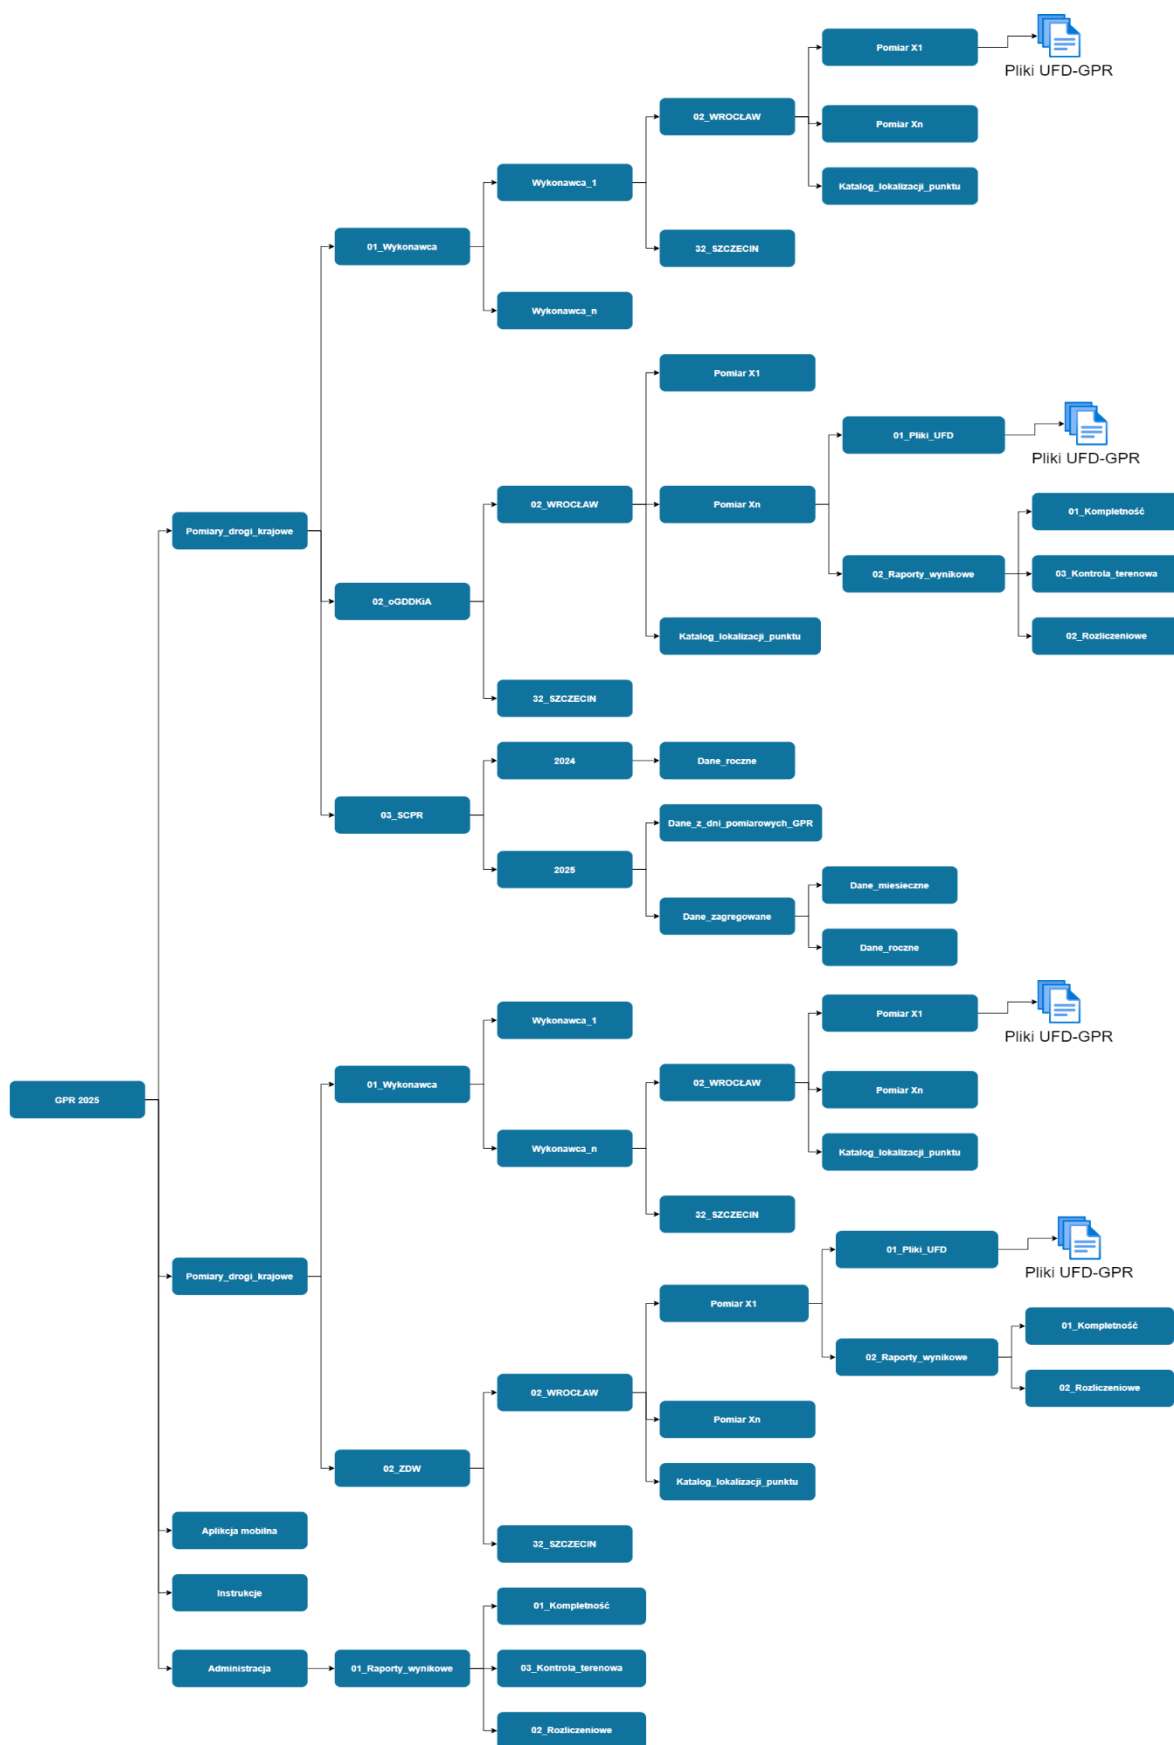 Pomiar X1
Pliki UFD-GPR
02_WROCŁAW
Pomiar Xn
Wykonawca_1
Katalog_lokalizacji_punktu
01_Wykonawca
32_SZCZECIN
Wykonawca_n
Pomiar X1
01_Pliki_UFD
Pliki UFD-GPR
02_WROCŁAW
Pomiar Xn
01_Kompletność
Pomiary_drogi_krajowe
02_Raporty_wynikowe
03_Kontrola_terenowa
02_oGDDKiA
Katalog_lokalizacji_punktu
02_Rozliczeniowe
32_SZCZECIN
2024
Dane_roczne
03_SCPR
Dane_z_dni_pomiarowych_GPR
2025
Dane_miesieczne
Dane_zagregowane
Dane_roczne
Wykonawca_1
Pomiar X1
Pliki UFD-GPR
GPR 2025
01_Wykonawca
02_WROCŁAW
Pomiar Xn
Wykonawca_n
Katalog_lokalizacji_punktu
32_SZCZECIN
01_Pliki_UFD
Pliki UFD-GPR
Pomiary_drogi_krajowe
Pomiar X1
01_Kompletność
02_Raporty_wynikowe
02_WROCŁAW
02_Rozliczeniowe
Pomiar Xn
02_ZDW
Katalog_lokalizacji_punktu
Aplikcja mobilna
32_SZCZECIN
Instrukcje
01_Kompletność
Administracja
01_Raporty_wynikowe
03_Kontrola_terenowa
02_Rozliczeniowe